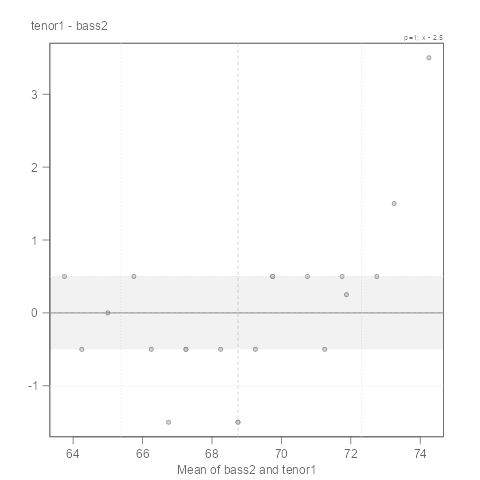 tenor1 - bass2
p=1: x - 2.5
3
2
1
0
-1
64 66 68 70 72 74
Mean of bass2 and tenor1